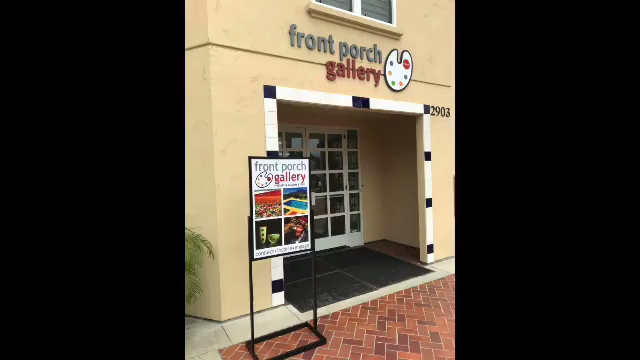 front porch
gallery
2903
front porch
gallery
connect • inspire • engage